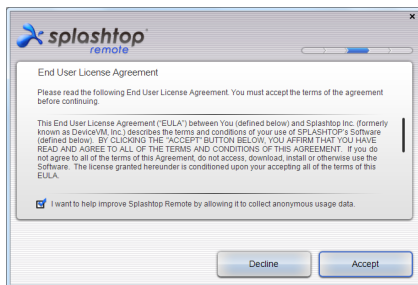 splashtop
remote
End User License Agreement
Please read the following End User License Agreement. You must accept the terms of the agreement
before continuing.
This End User License Agreement ("EULA") between You (defined below) and Splashtop Inc. (formerly
known as DeviceVM, Inc.) describes the terms and conditions of your use of SPLASHTOP's Software
(defined below). BY CLICKING THE "ACCEPT" BUTTON BELOW, YOU AFFIRM THAT YOU HAVE
READ AND AGREE TO ALL OF THE TERMS AND CONDITIONS OF THIS AGREEMENT. If you do
not agree to all of the terms of this Agreement, do not access, download, install or otherwise use the
Software. The license granted hereunder is conditioned upon your accepting all of the terms of this
EULA.
I want to help improve Splashtop Remote by allowing it to collect anonymous usage data.
Decline
Accept